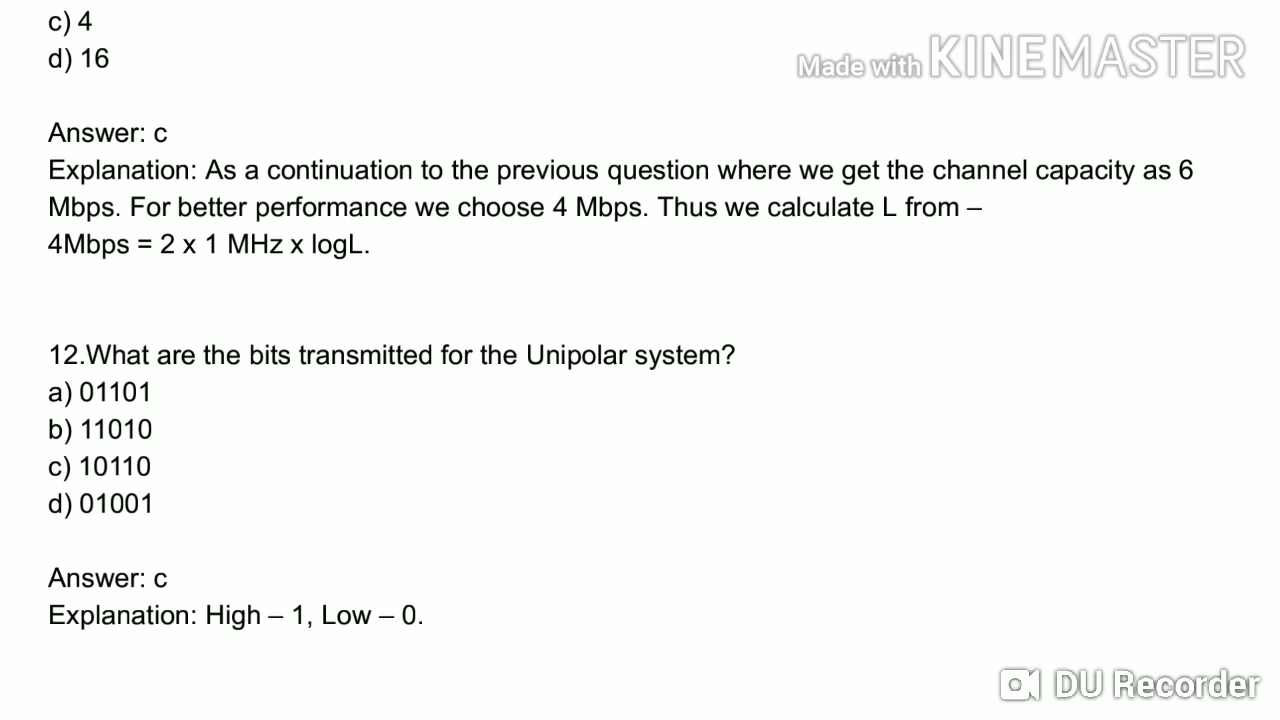 c) 4
d) 16
Made with KINEMASTER
Answer: c
Explanation: As a continuation to the previous question where we get the channel capacity as 6
Mbps. For better performance we choose 4 Mbps. Thus we calculate L from –
4Mbps = 2 x 1 MHz x logL.
12.What are the bits transmitted for the Unipolar system?
a) 01101
b) 11010
c) 10110
d) 01001
Answer: c
Explanation: High – 1, Low – 0.
DU Recorder